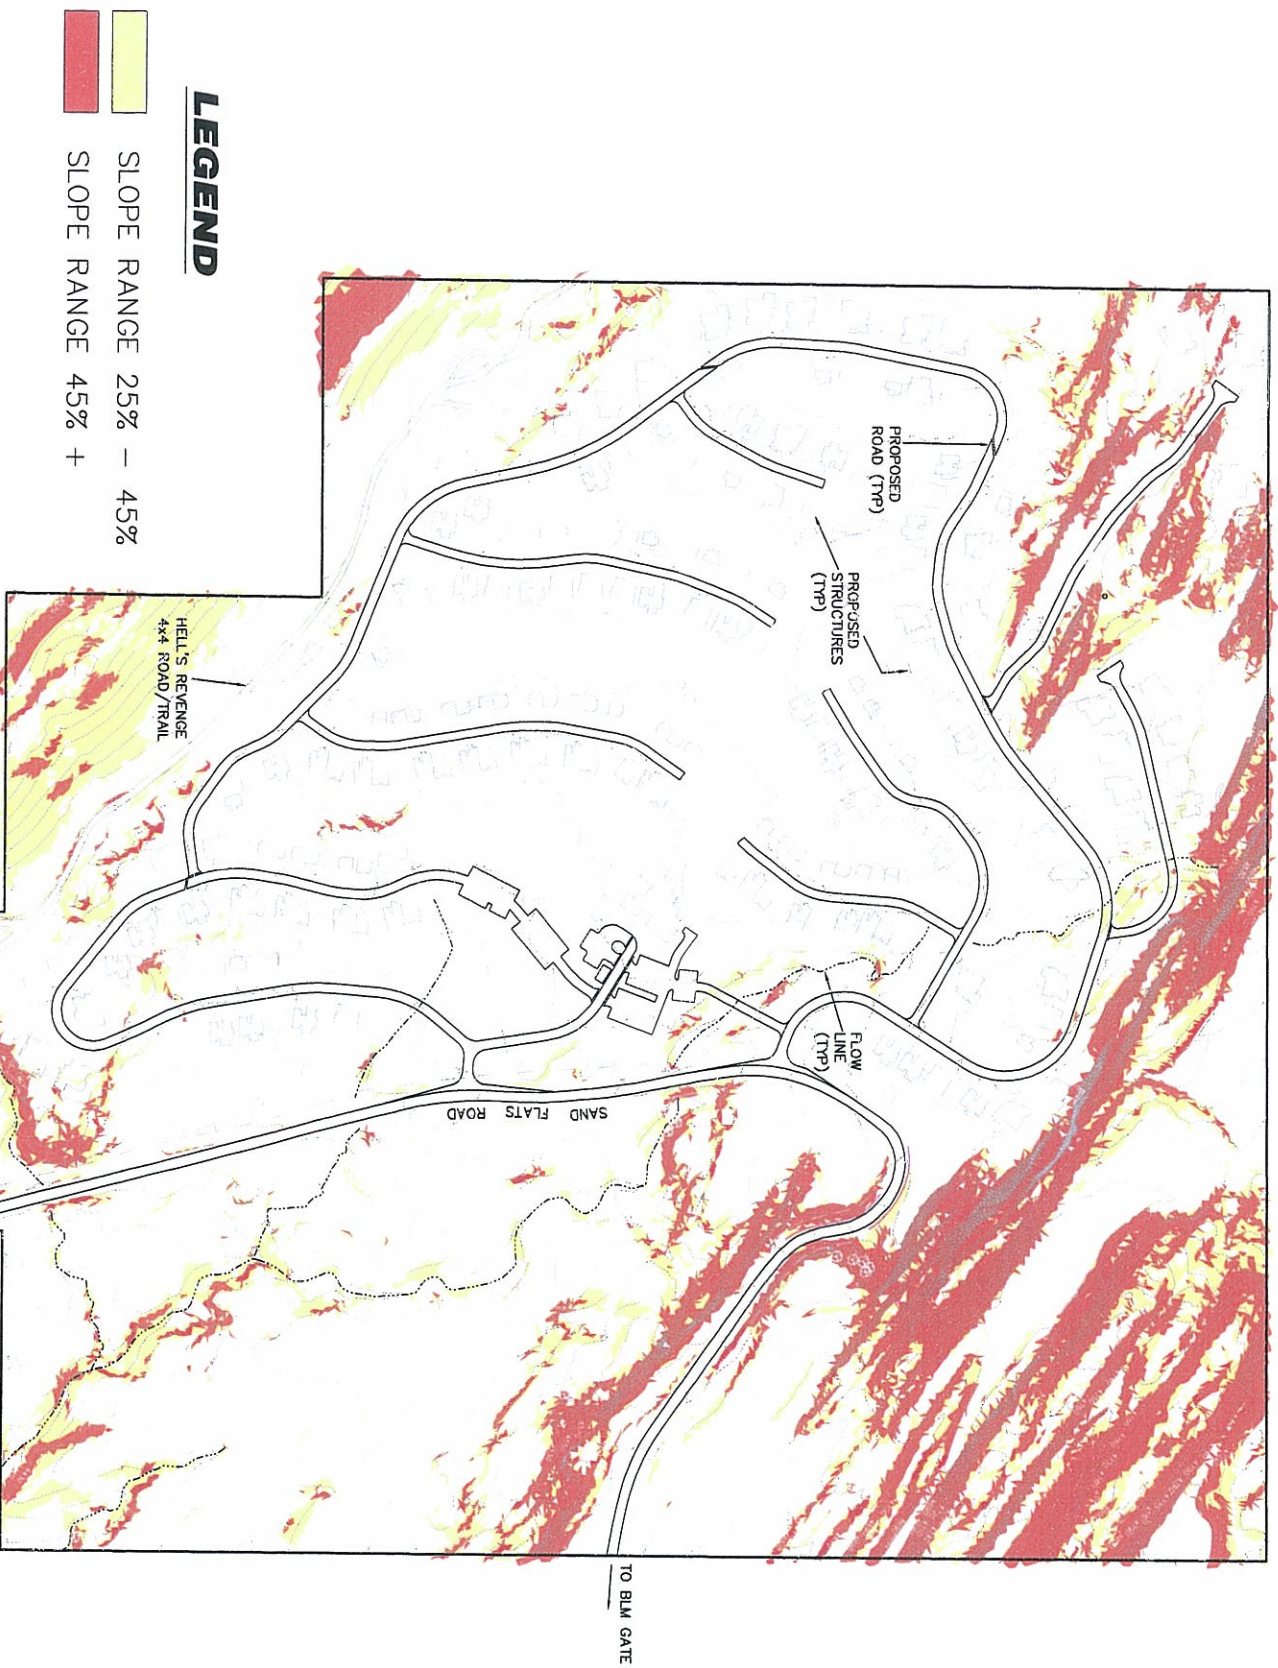 LEGEND
SLOPE RANGE 25% - 45%
SLOPE RANGE 45% +
PROPOSED
ROAD (TYP)
PROPOSED
STRUCTURES
(TYP)
HELL'S REVENGE
4x4 ROAD/TRAIL
FLOW
LINE
(TYP)
SAND FLATS ROAD
TO BLM GATE